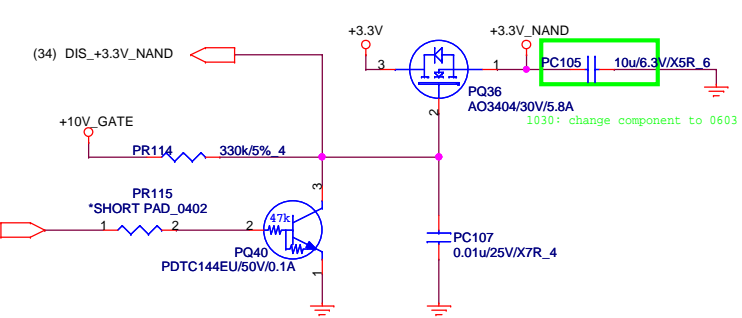 +3.3V
+3.3V_NAND
(34) DIS_+3.3V_NAND
3
1
PC105
10u/6.3V/X5R_6
PQ36
AO3404/30V/5.8A
2
1030: change component to 0603
+10V_GATE
PR114
330k/5%_4
PR115
*SHORT PAD_0402
3
1
2
2
47k
PQ40
PDTC144EU/50V/0.1A
1
PC107
0.01u/25V/X7R_4